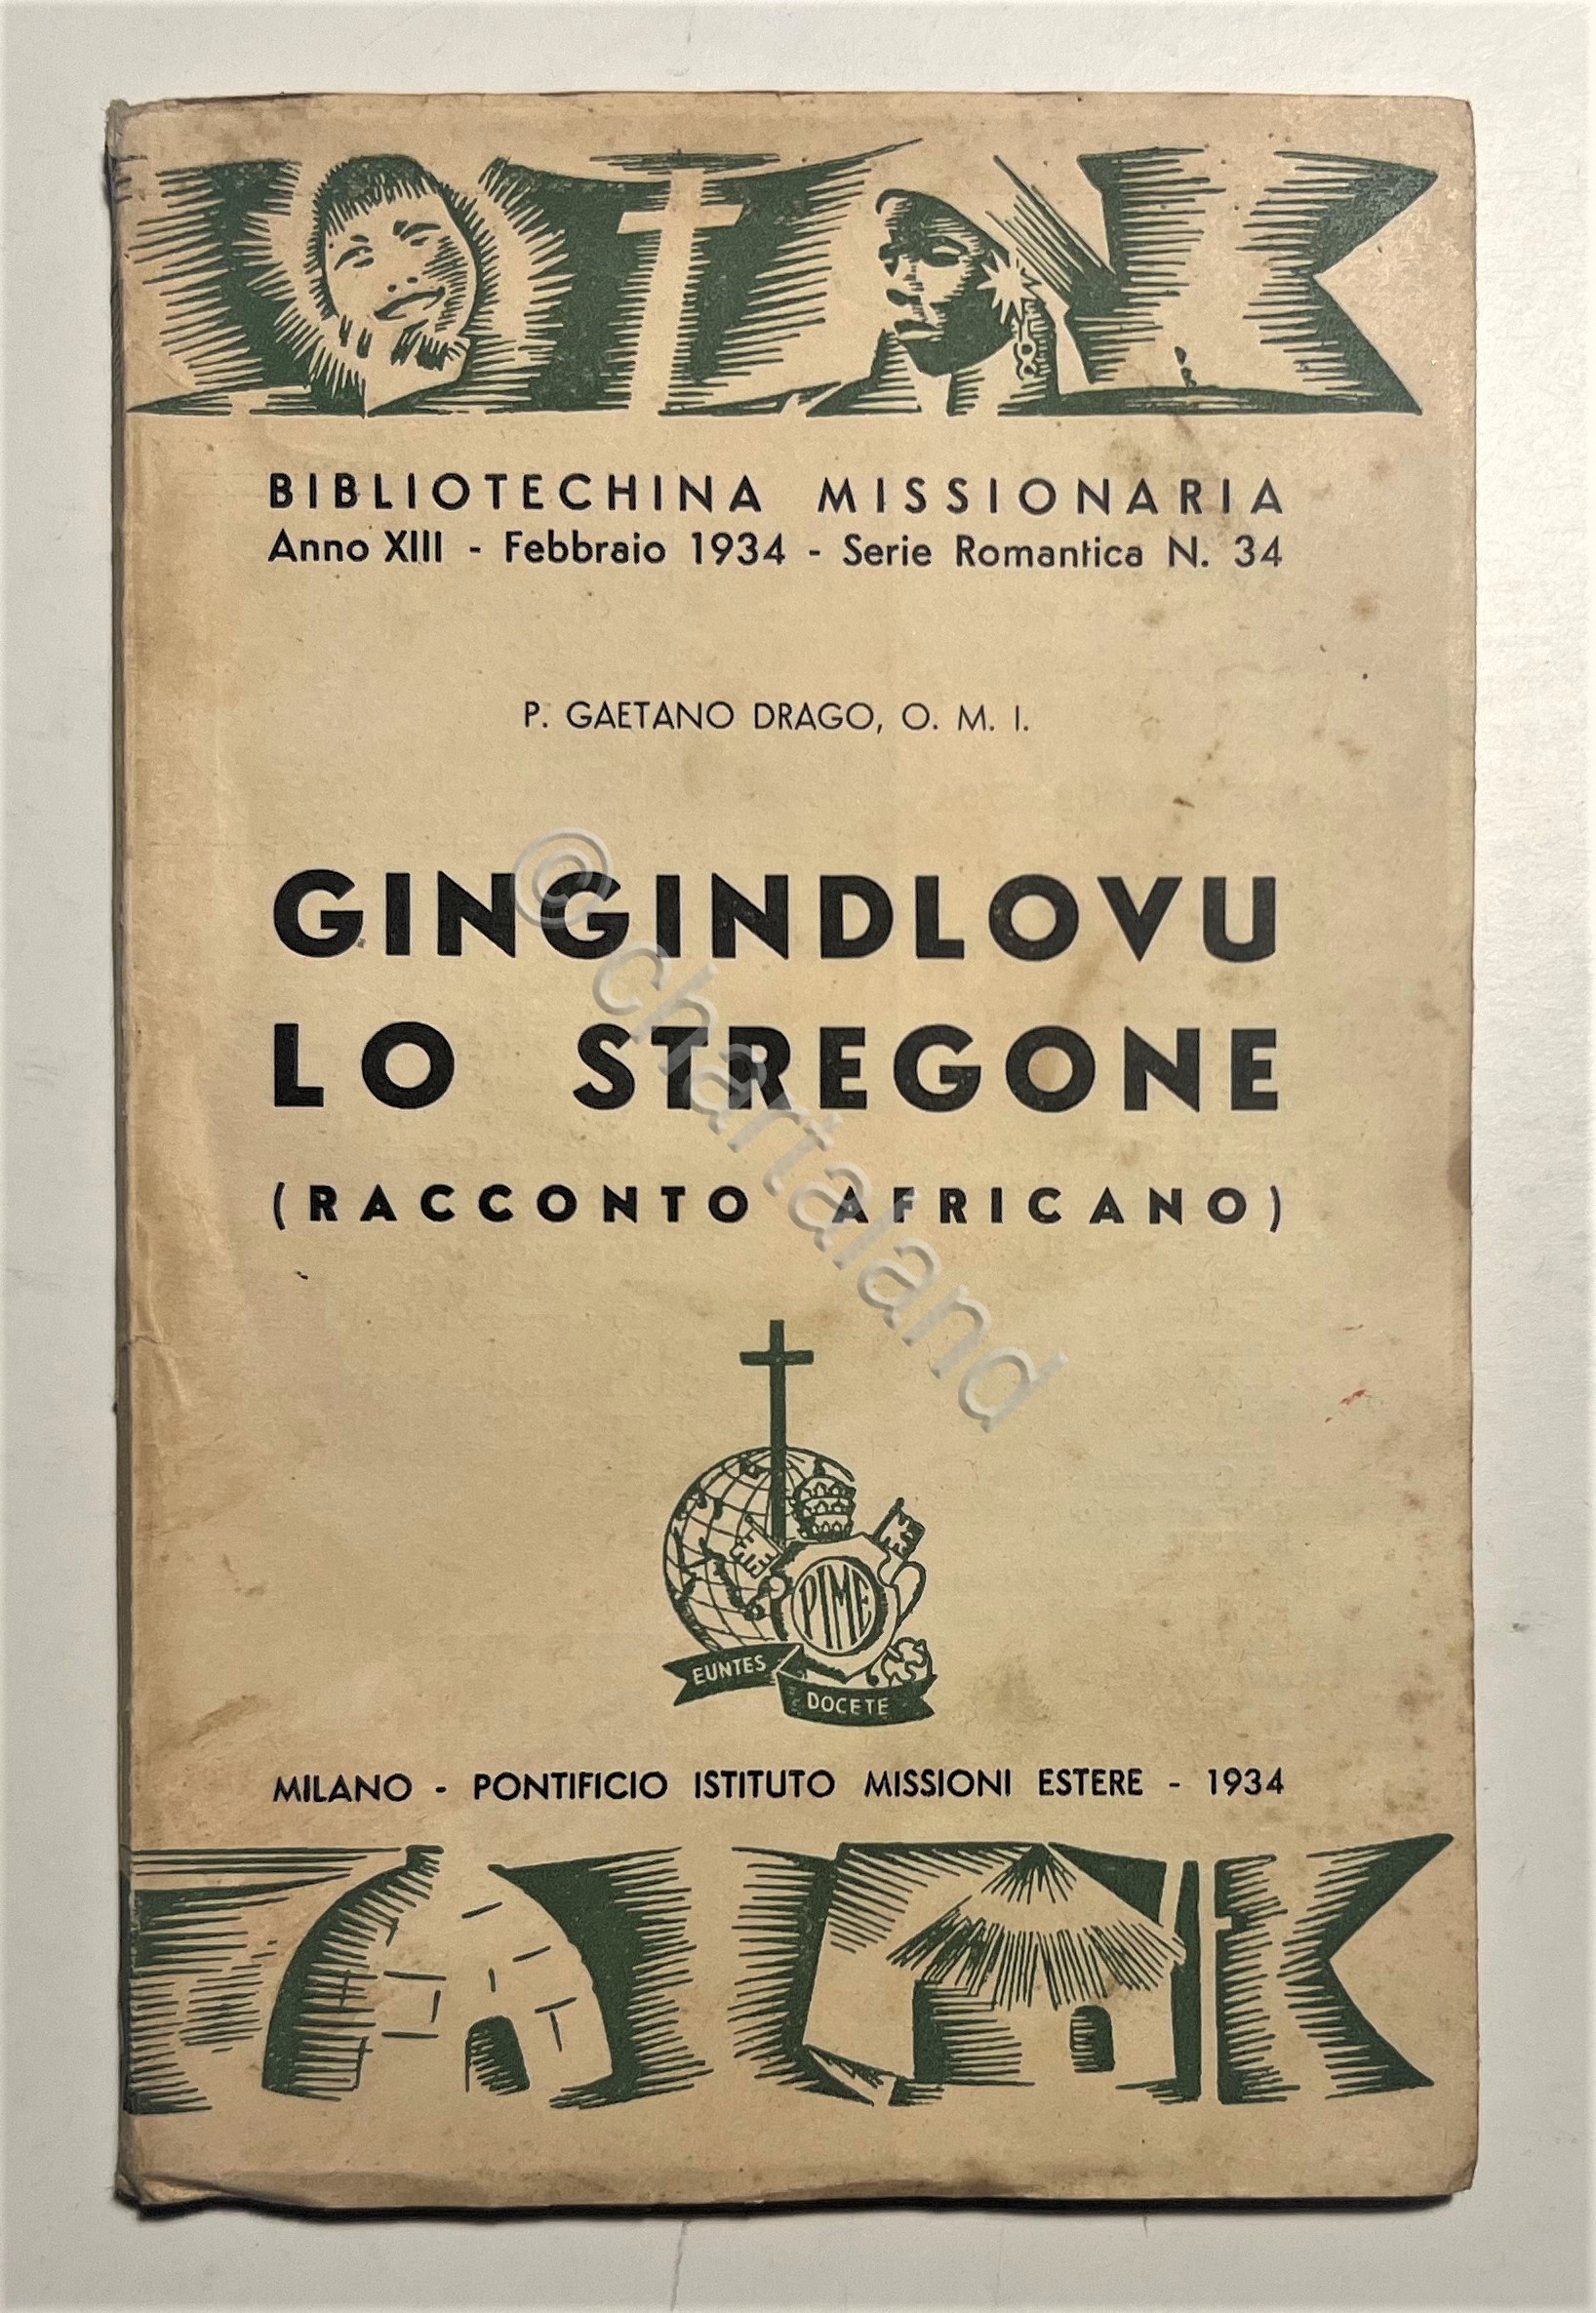 BIBLIOTECHINA MISSIONARIA
Anno XIII - Febbraio 1934 - Serie Romantica N. 34
P. GAETANO DRAGO, O. M. I.
GINGINDLOVU
LO STREGONE
(RACCONTO AFRICANO)
© chartaland
PIME
EUNTES
DOCETE
MILANO - PONTIFICIO ISTITUTO MISSIONI ESTERE - 1934